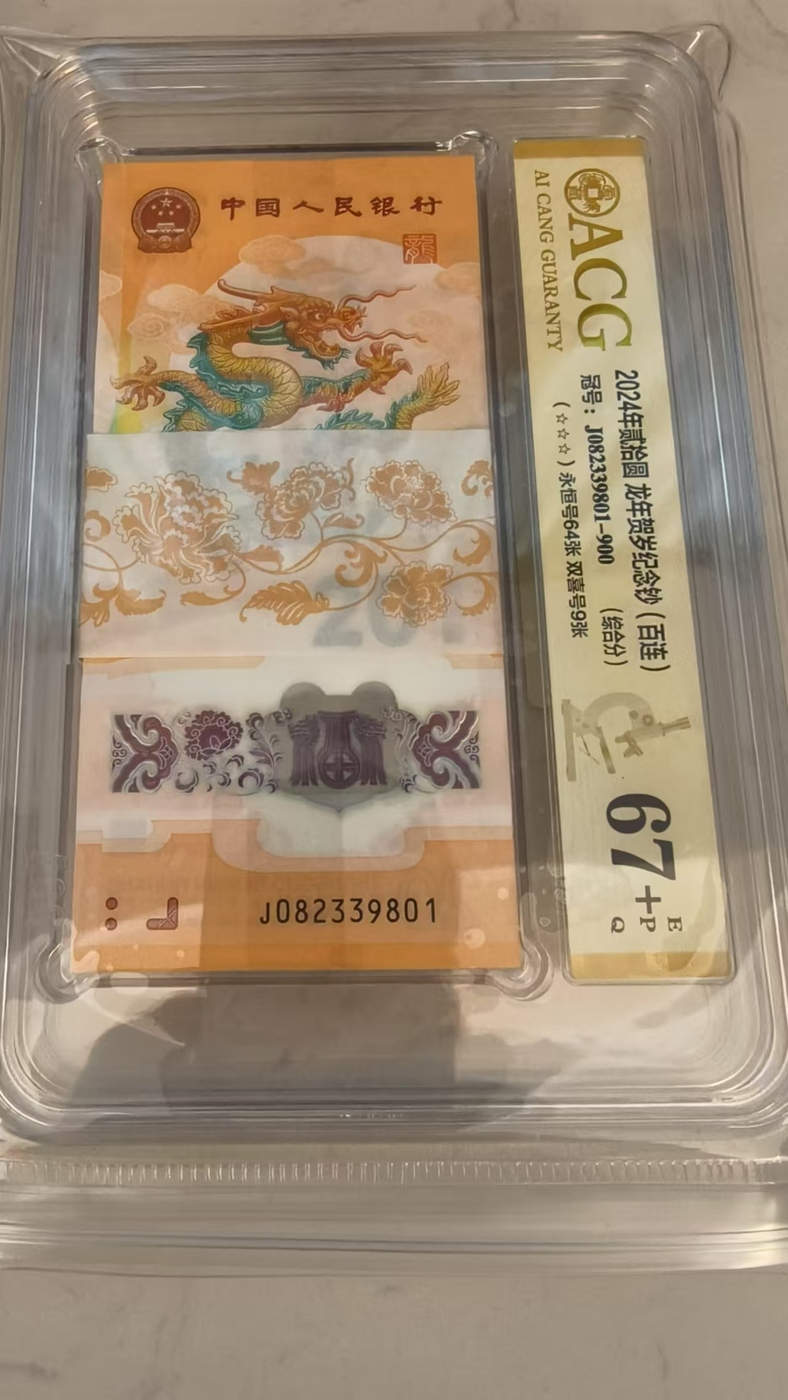 中国人民银行
龍
J082339801
ACG
AI CANG GUARANTY
2024年贰拾圆 龙年贺岁纪念钞（百连）
冠号：J082339801-900 （综合分）
（☆☆☆）永恒号64张 双喜号9张
67+
E
P
Q